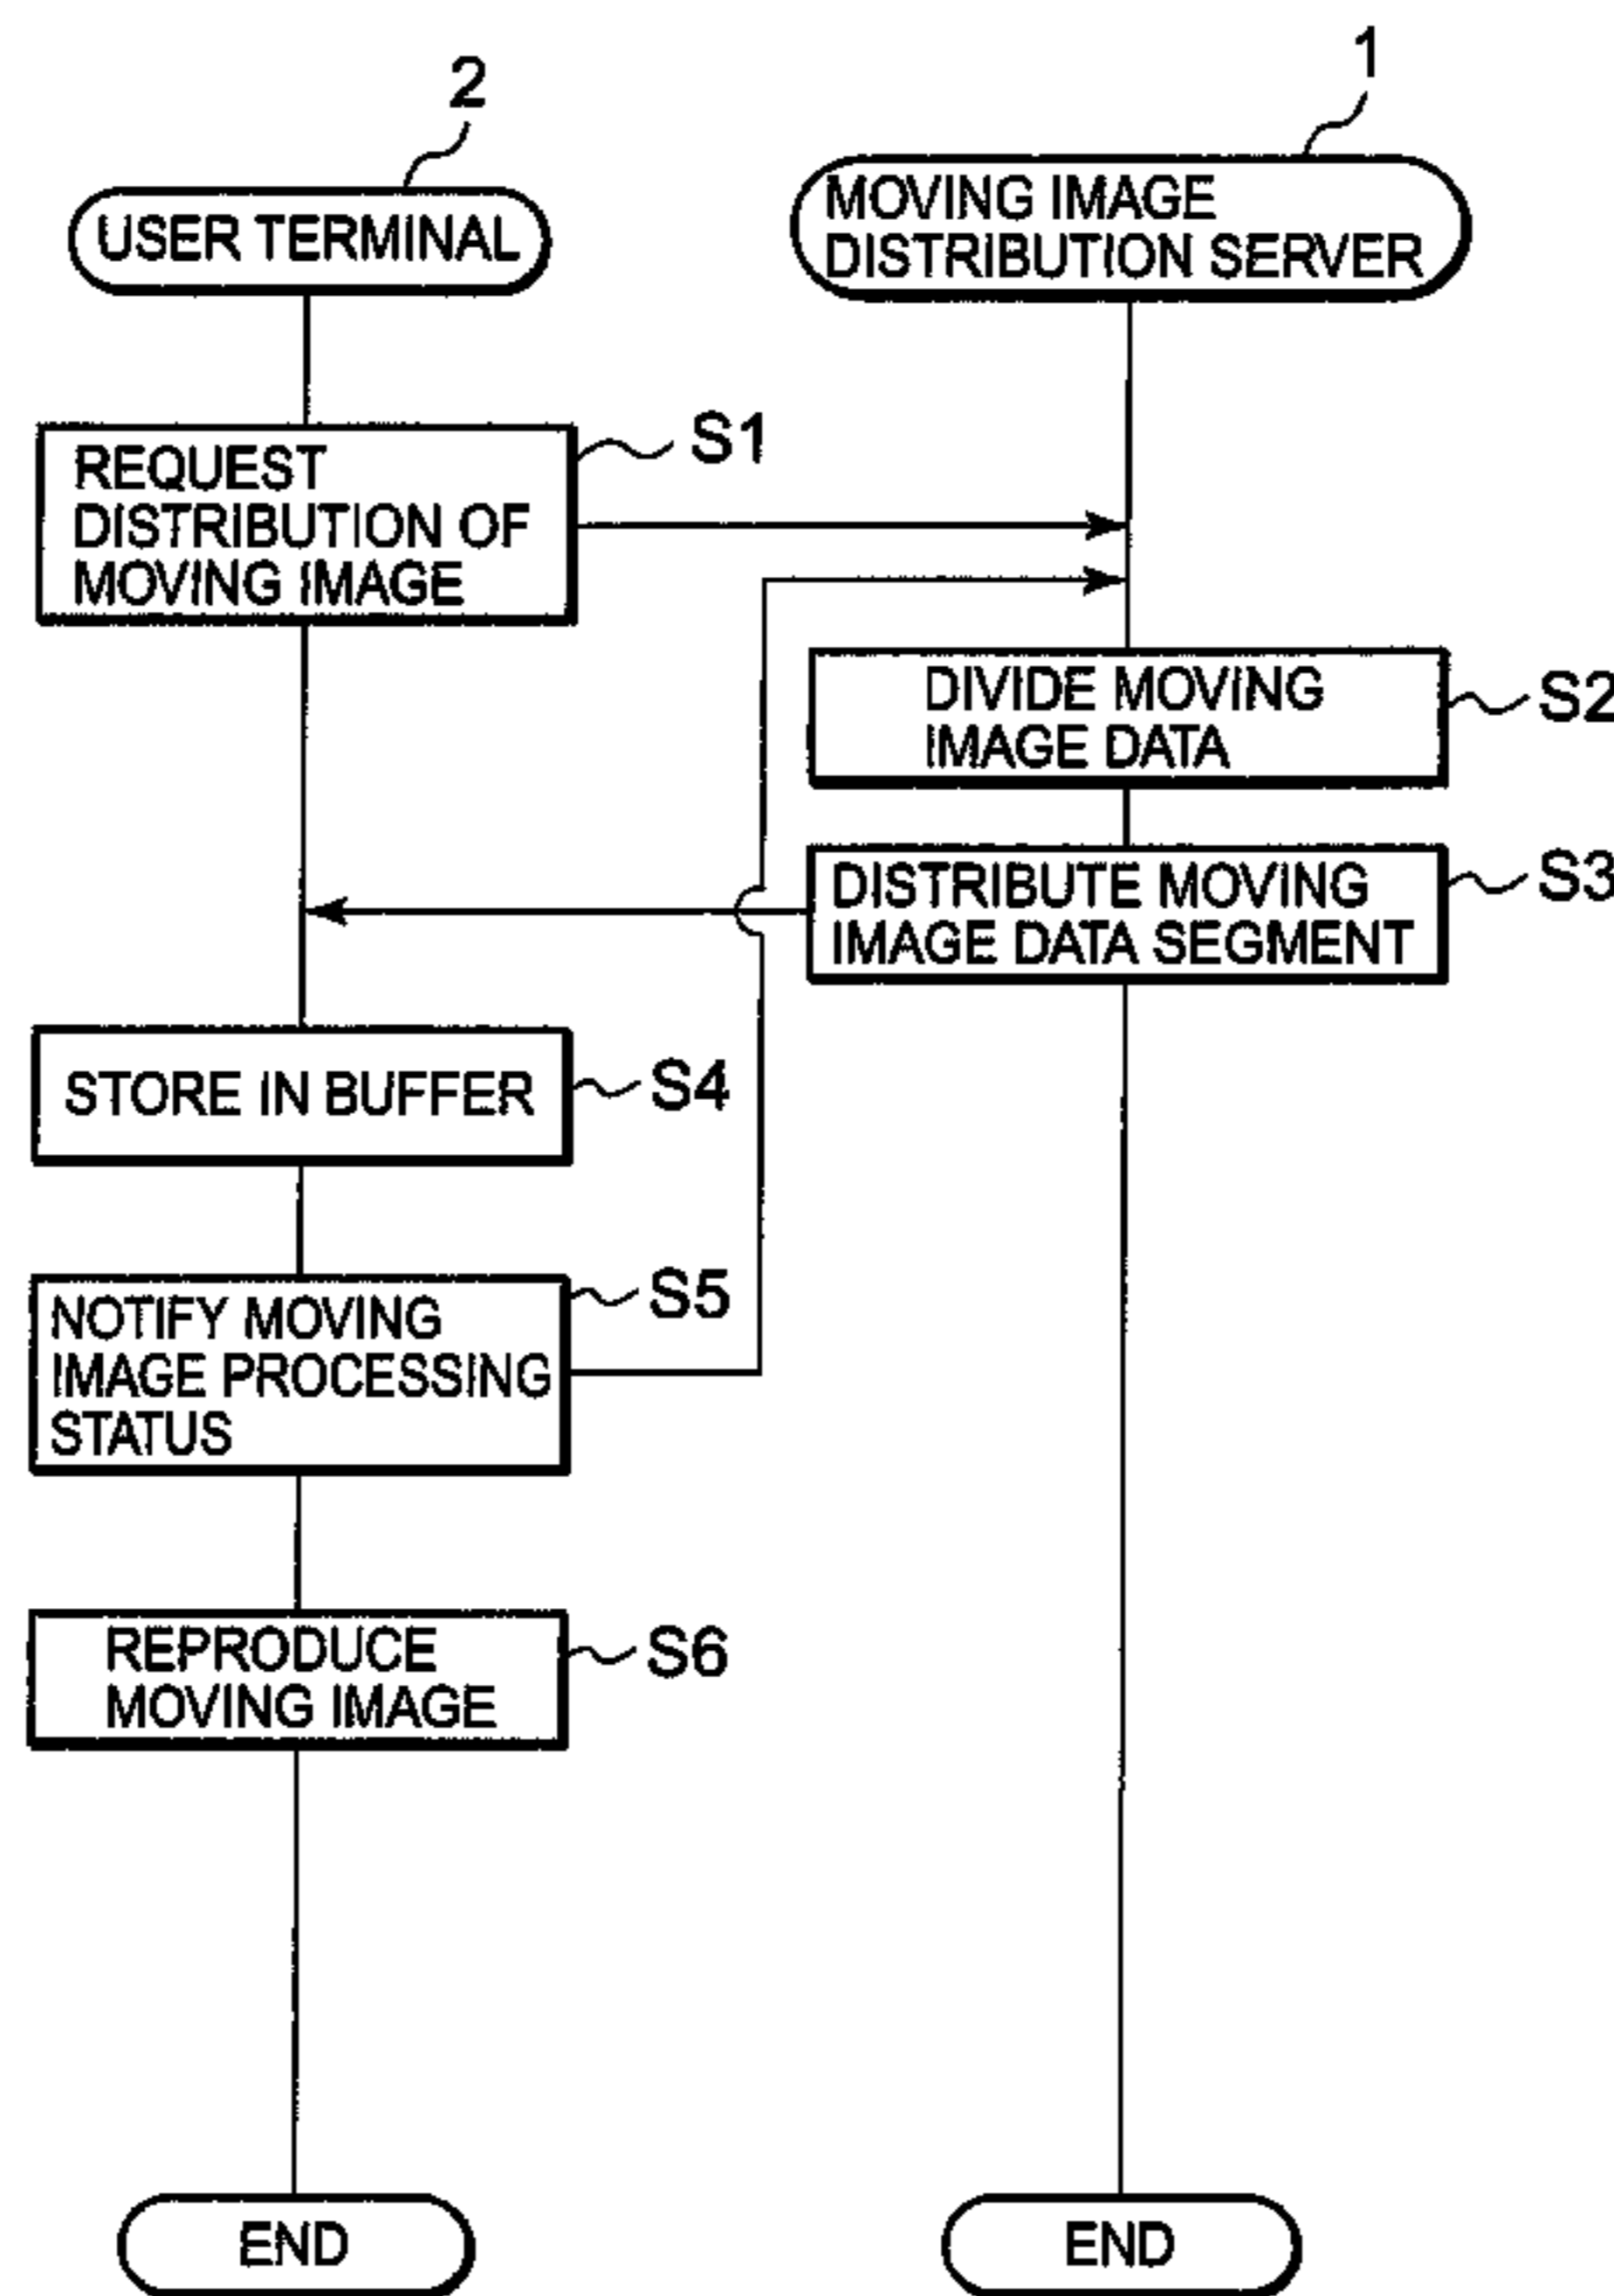 2
1
USER TERMINAL
MOVING IMAGE
DISTRIBUTION SERVER
REQUEST
DISTRIBUTION OF
MOVING IMAGE
S1
DIVIDE MOVING
IMAGE DATA
S2
DISTRIBUTE MOVING
IMAGE DATA SEGMENT
S3
STORE IN BUFFER
S4
NOTIFY MOVING
IMAGE PROCESSING
STATUS
S5
REPRODUCE
MOVING IMAGE
S6
END
END